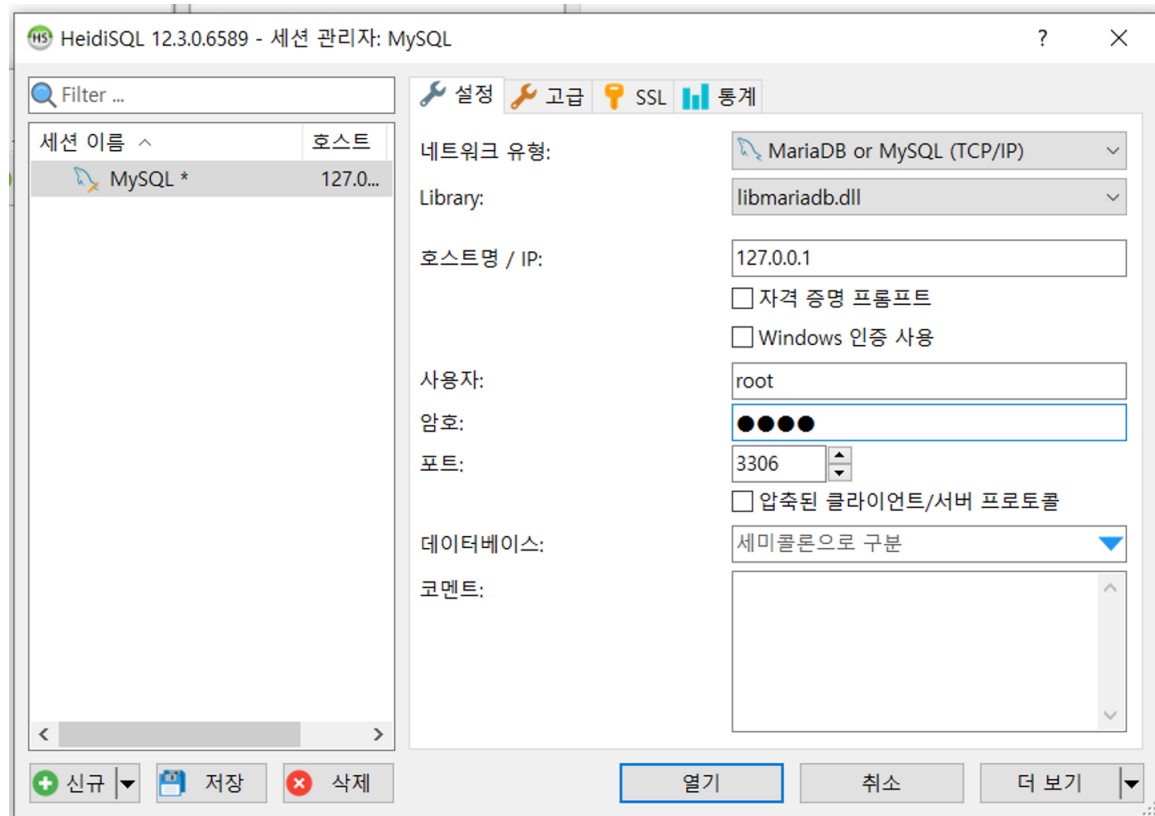 HeidiSQL 12.3.0.6589 - 세션 관리자: MySQL
?
Filter ...
세션 이름
호스트
MySQL *
127.0...
설정
고급
SSL
통계
네트워크 유형:
MariaDB or MySQL (TCP/IP)
Library:
libmariadb.dll
호스트명 / IP:
127.0.0.1
자격 증명 프롬프트
Windows 인증 사용
사용자:
root
암호:
●●●●
포트:
3306
압축된 클라이언트/서버 프로토콜
데이터베이스:
세미콜론으로 구분
코멘트:
신규
저장
삭제
열기
취소
더 보기